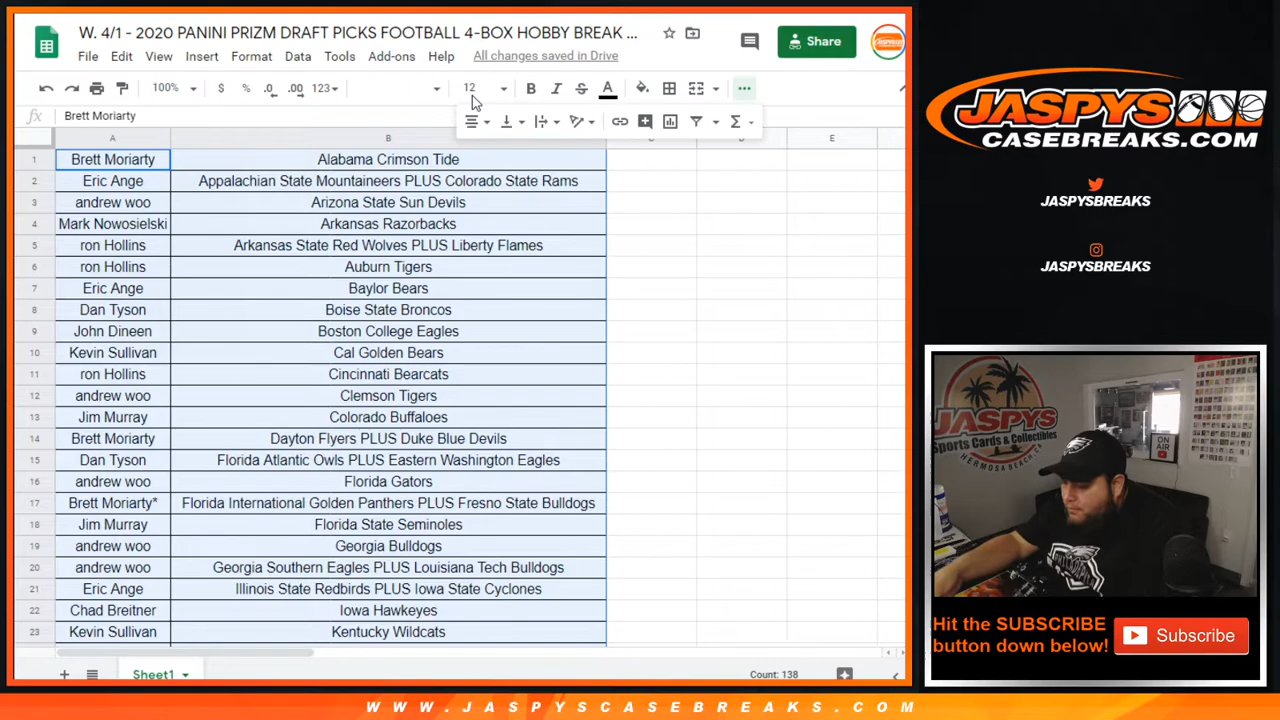 W. 4/1 - 2020 PANINI PRIZM DRAFT PICKS FOOTBALL 4-BOX HOBBY BREAK ...
Share
File Edit View Insert Format Data Tools Add-ons Help All changes saved in Drive
100% $ % .0 .00 123 12 B I S A
fx Brett Moriarty
A B C D E
1 Brett Moriarty Alabama Crimson Tide
2 Eric Ange Appalachian State Mountaineers PLUS Colorado State Rams
3 andrew woo Arizona State Sun Devils
4 Mark Nowosielski Arkansas Razorbacks
5 ron Hollins Arkansas State Red Wolves PLUS Liberty Flames
6 ron Hollins Auburn Tigers
7 Eric Ange Baylor Bears
8 Dan Tyson Boise State Broncos
9 John Dineen Boston College Eagles
10 Kevin Sullivan Cal Golden Bears
11 ron Hollins Cincinnati Bearcats
12 andrew woo Clemson Tigers
13 Jim Murray Colorado Buffaloes
14 Brett Moriarty Dayton Flyers PLUS Duke Blue Devils
15 Dan Tyson Florida Atlantic Owls PLUS Eastern Washington Eagles
16 andrew woo Florida Gators
17 Brett Moriarty* Florida International Golden Panthers PLUS Fresno State Bulldogs
18 Jim Murray Florida State Seminoles
19 andrew woo Georgia Bulldogs
20 andrew woo Georgia Southern Eagles PLUS Louisiana Tech Bulldogs
21 Eric Ange Illinois State Redbirds PLUS Iowa State Cyclones
22 Chad Breitner Iowa Hawkeyes
23 Kevin Sullivan Kentucky Wildcats
Sheet1
Count: 138
JASPYS
CASEBREAKS.COM
JASPYSBREAKS
JASPYSBREAKS
JASPYS
Sports Cards & Collectibles
HERMOSA BEACH, C
ON
AIR
Hit the SUBSCRIBE
button down below!
Subscribe
WWW.JASPYSCASEBREAKS.COM